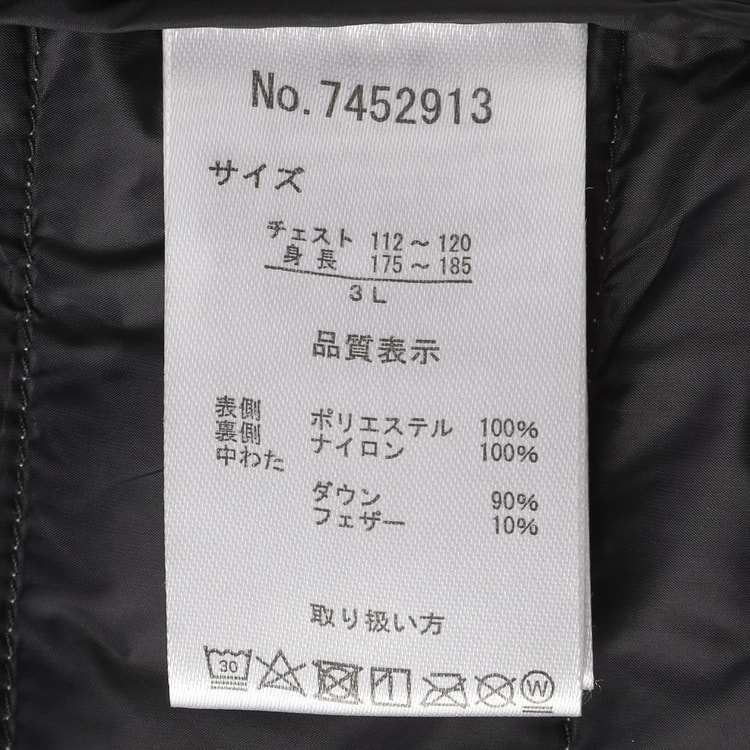 No.7452913
サイズ
チェスト 112～120
身長 175～185
3L
品質表示
表側 ポリエステル 100%
裏側 ナイロン 100%
中わた
ダウン 90%
フェザー 10%
取り扱い方
30
W